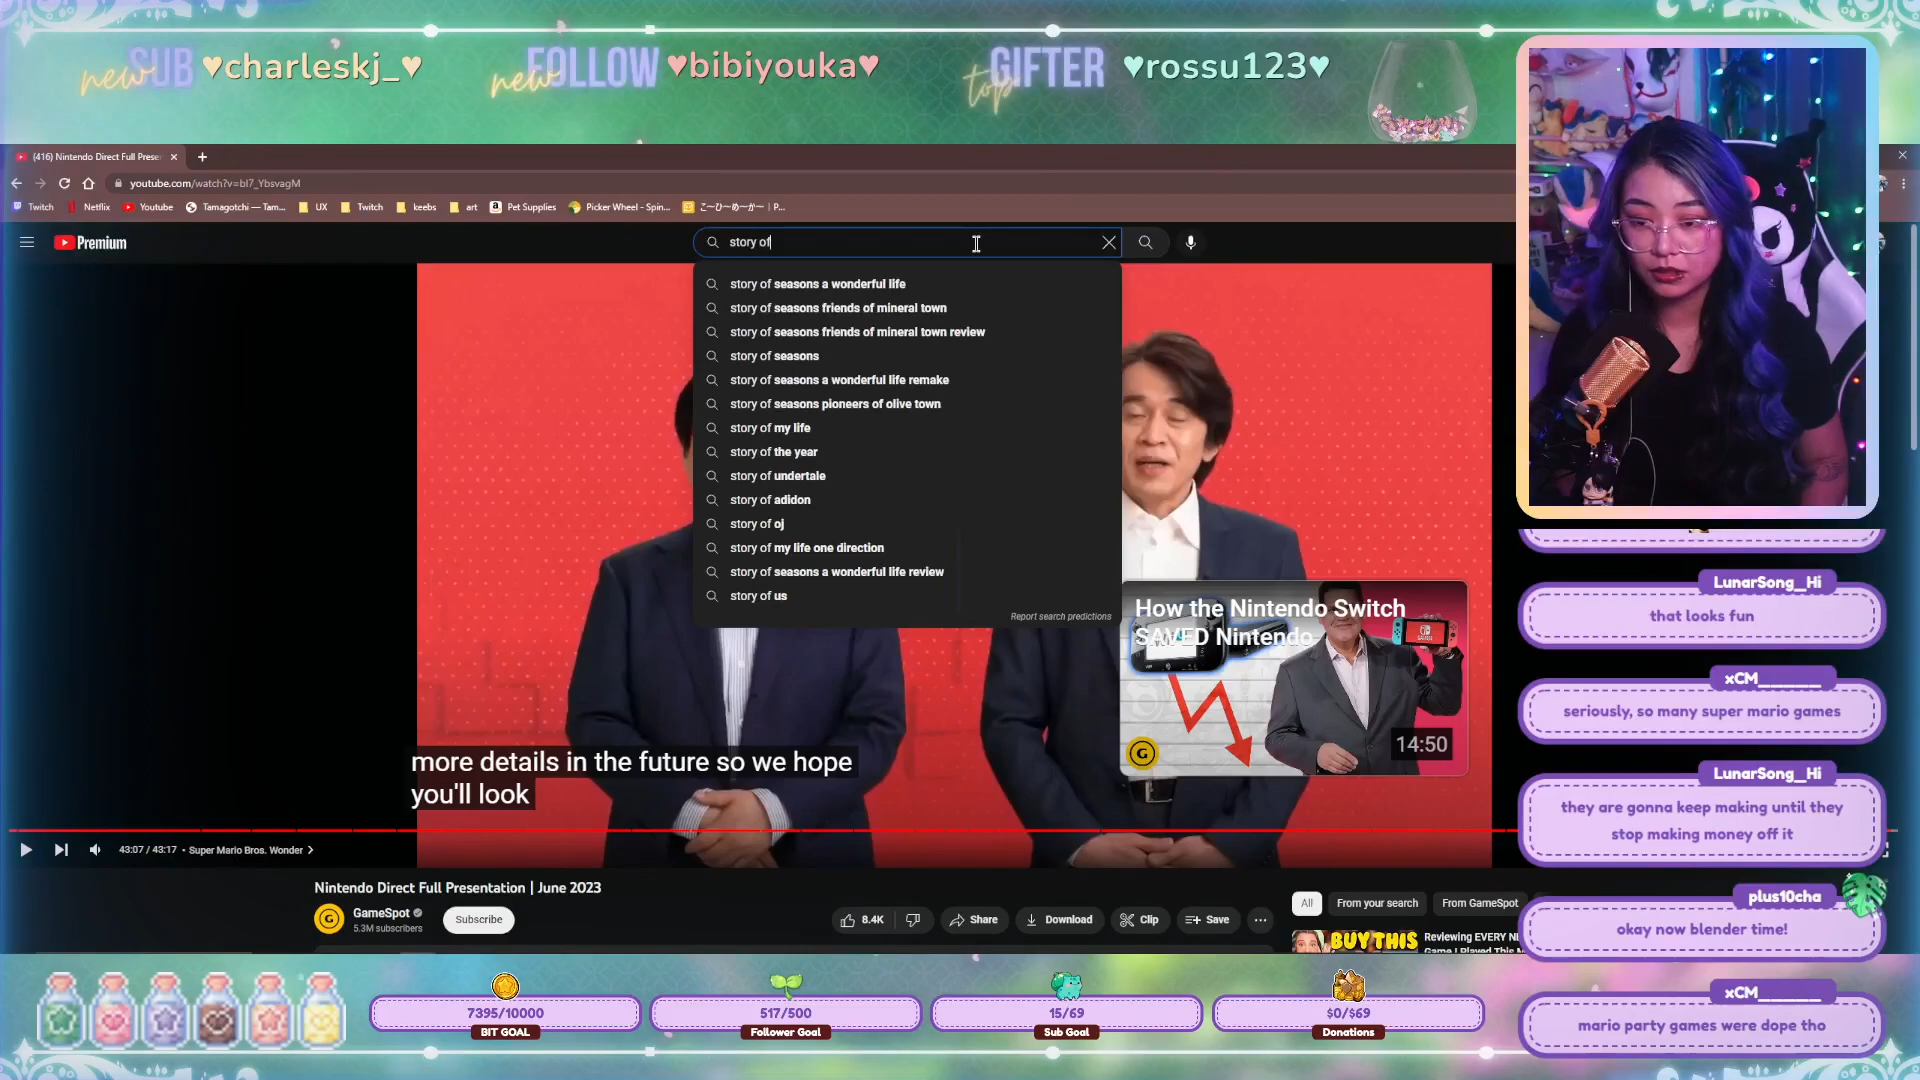 new SUB ♥charleskj_♥
new FOLLOW ♥bibiyouka♥
top GIFTER ♥rossu123♥
(416) Nintendo Direct Full Prese
youtube.com/watch?v=bl7_YbsvagM
Twitch
Netflix
Youtube
Tamagotchi — Tam...
UX
Twitch
keebs
art
Pet Supplies
Picker Wheel - Spin...
こ〜ひ〜め〜か〜 | P...
Premium
story of
story of seasons a wonderful life
story of seasons friends of mineral town
story of seasons friends of mineral town review
story of seasons
story of seasons a wonderful life remake
story of seasons pioneers of olive town
story of my life
story of the year
story of undertale
story of adidon
story of oj
story of my life one direction
story of seasons a wonderful life review
story of us
Report search predictions
How the Nintendo Switch
SAVED Nintendo
14:50
more details in the future so we hope
you'll look
43:07 / 43:17 • Super Mario Bros. Wonder
Nintendo Direct Full Presentation | June 2023
GameSpot
5.3M subscribers
Subscribe
8.4K
Share
Download
Clip
Save
All
From your search
From GameSpot
BUY THIS
Reviewing EVERY N
LunarSong_Hi
that looks fun
xCM_____
seriously, so many super mario games
LunarSong_Hi
they are gonna keep making until they
stop making money off it
plus10cha
okay now blender time!
xCM_____
mario party games were dope tho
7395/10000
BIT GOAL
517/500
Follower Goal
15/69
Sub Goal
$0/$69
Donations